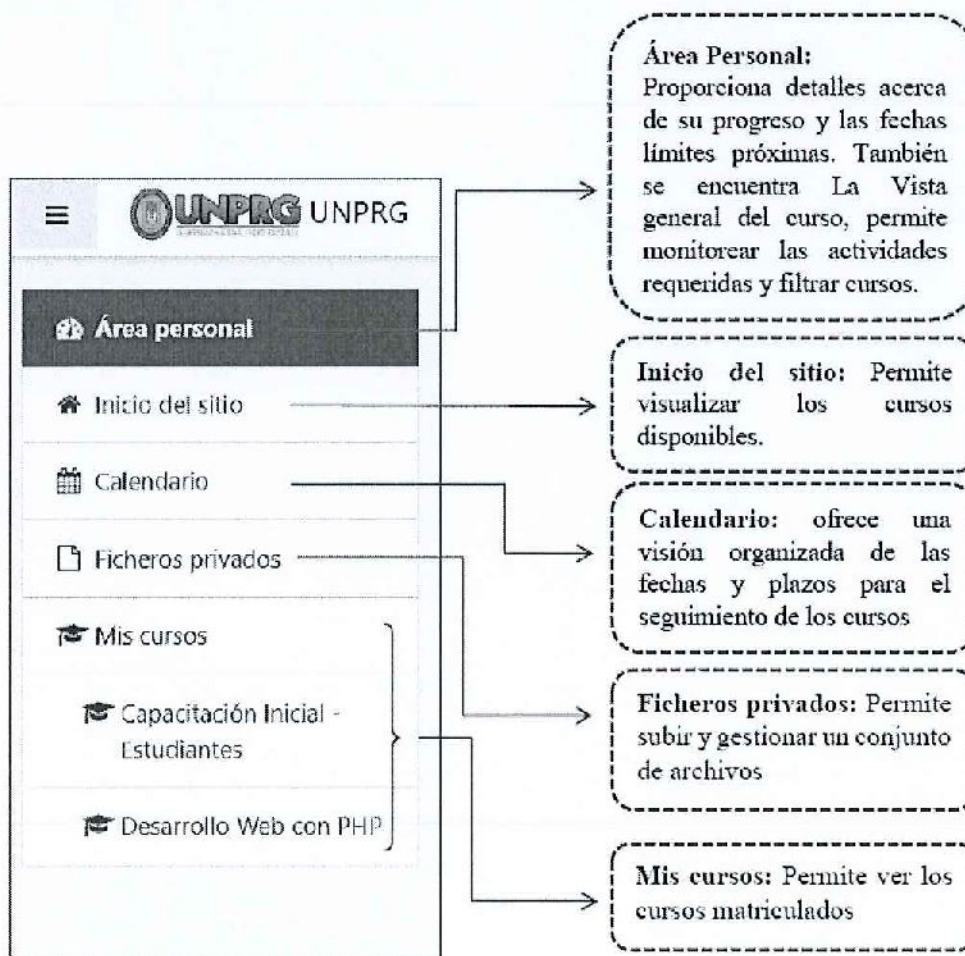 UNPRG UNPRG
Área personal
Inicio del sitio
Calendario
Ficheros privados
Mis cursos
Capacitación Inicial -
Estudiantes
Desarrollo Web con PHP
Área Personal:
Proporciona detalles acerca
de su progreso y las fechas
límites próximas. También
se encuentra La Vista
general del curso, permite
monitorear las actividades
requeridas y filtrar cursos.
Inicio del sitio: Permite
visualizar los cursos
disponibles.
Calendario: ofrece una
visión organizada de las
fechas y plazos para el
seguimiento de los cursos
Ficheros privados: Permite
subir y gestionar un conjunto
de archivos
Mis cursos: Permite ver los
cursos matriculados